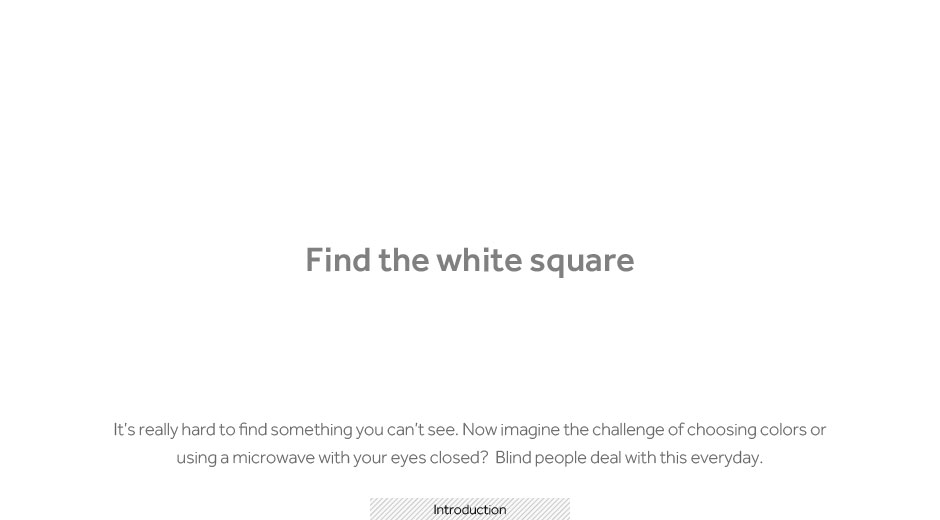 Find the white square
It's really hard to find something you can't see. Now imagine the challenge of choosing colors or
using a microwave with your eyes closed? Blind people deal with this everyday.
Introduction